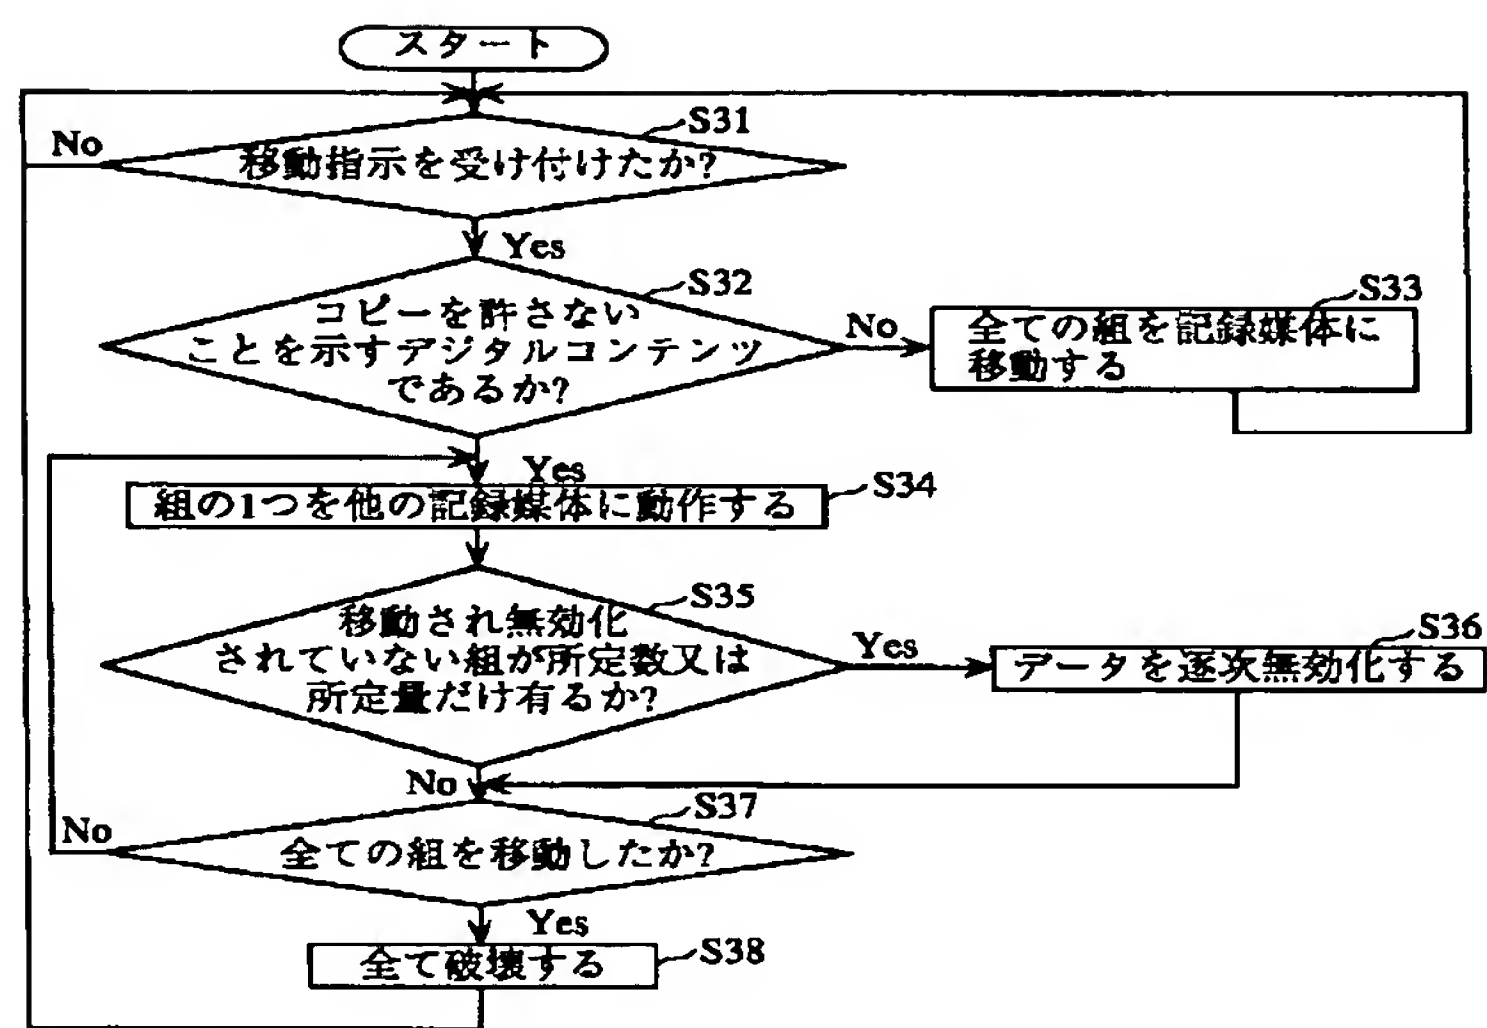 スタート
S31
No
移動指示を受け付けたか?
Yes
S32
コピーを許さない
ことを示すデジタルコンテンツ
であるか?
No
S33
全ての組を記録媒体に
移動する
Yes
組の1つを他の記録媒体に動作する
S34
S35
移動され無効化
されていない組が所定数又は
所定量だけ有るか?
Yes
S36
データを逐次無効化する
No
S37
No
全ての組を移動したか?
Yes
全て破壊する
S38